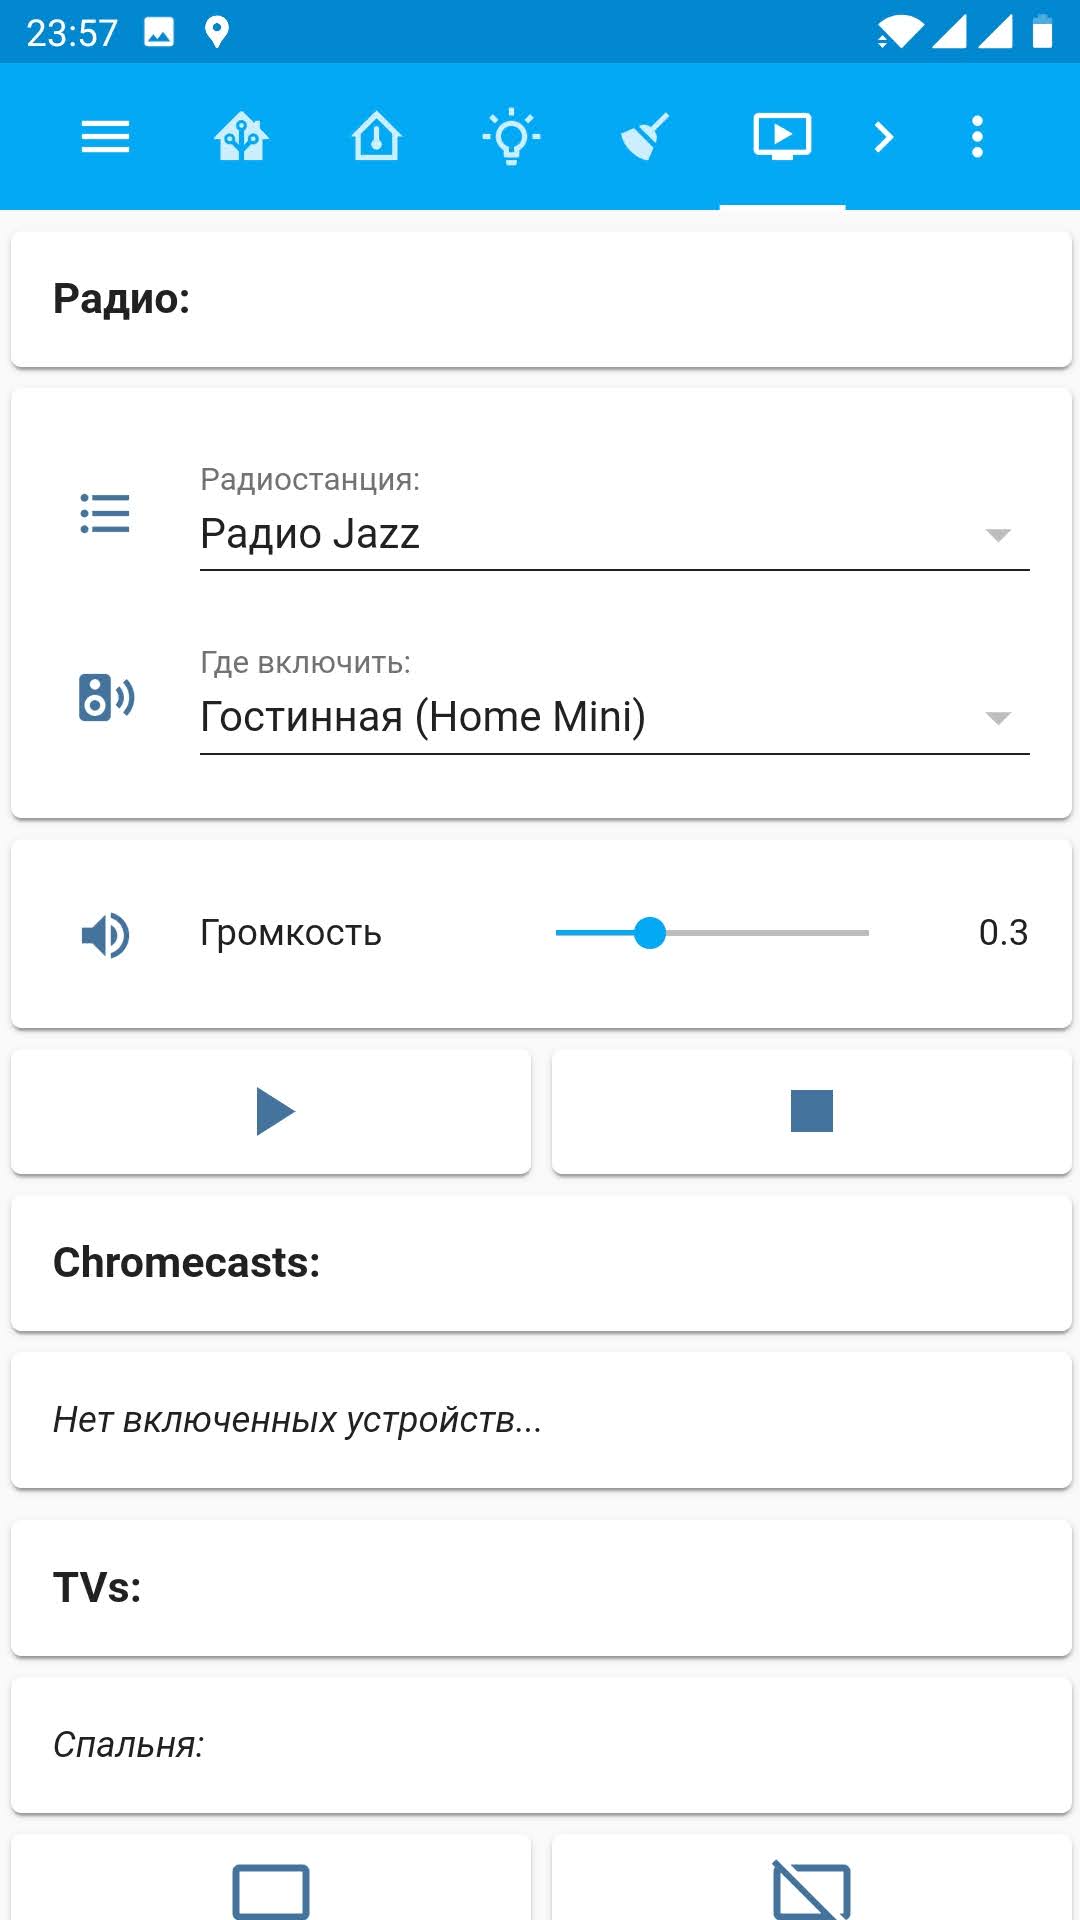 23:57
Радио:
Радиостанция:
Радио Jazz
Где включить:
Гостинная (Home Mini)
Громкость 0.3
Chromecasts:
Нет включенных устройств...
TVs:
Спальня: